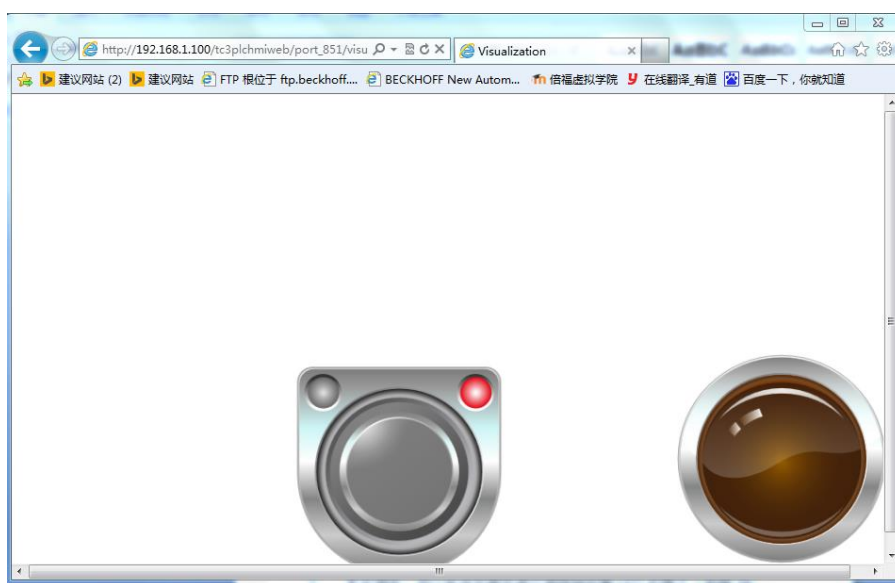 http://192.168.1.100/tc3plchmiweb/port_851/visu
Visualization
建议网站 (2) 建议网站 FTP 根位于 ftp.beckhoff.... BECKHOFF New Autom... 倍福虚拟学院 在线翻译_有道 百度一下，你就知道